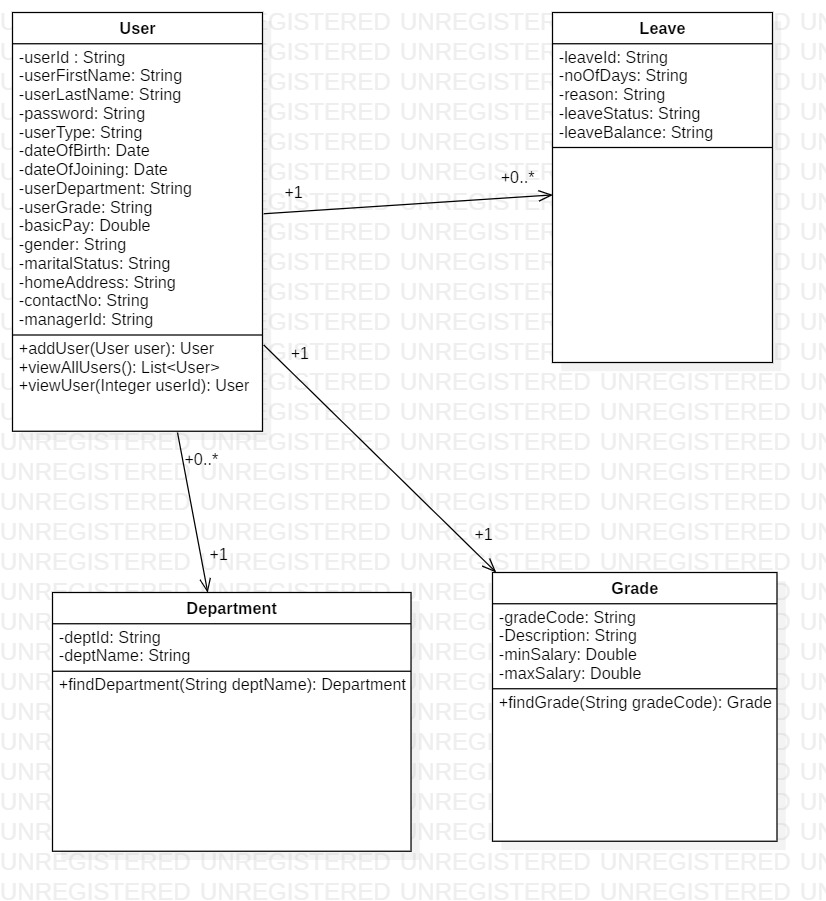 User
-userId : String
-userFirstName: String
-userLastName: String
-password: String
-userType: String
-dateOfBirth: Date
-dateOfJoining: Date
-userDepartment: String
-userGrade: String
-basicPay: Double
-gender: String
-maritalStatus: String
-homeAddress: String
-contactNo: String
-managerId: String
+addUser(User user): User
+viewAllUsers(): List<User>
+viewUser(Integer userId): User
Leave
-leaveId: String
-noOfDays: String
-reason: String
-leaveStatus: String
-leaveBalance: String
+1
+0..*
+1
+1
+0..*
+1
Department
-deptId: String
-deptName: String
+findDepartment(String deptName): Department
Grade
-gradeCode: String
-Description: String
-minSalary: Double
-maxSalary: Double
+findGrade(String gradeCode): Grade
UNREGISTERED